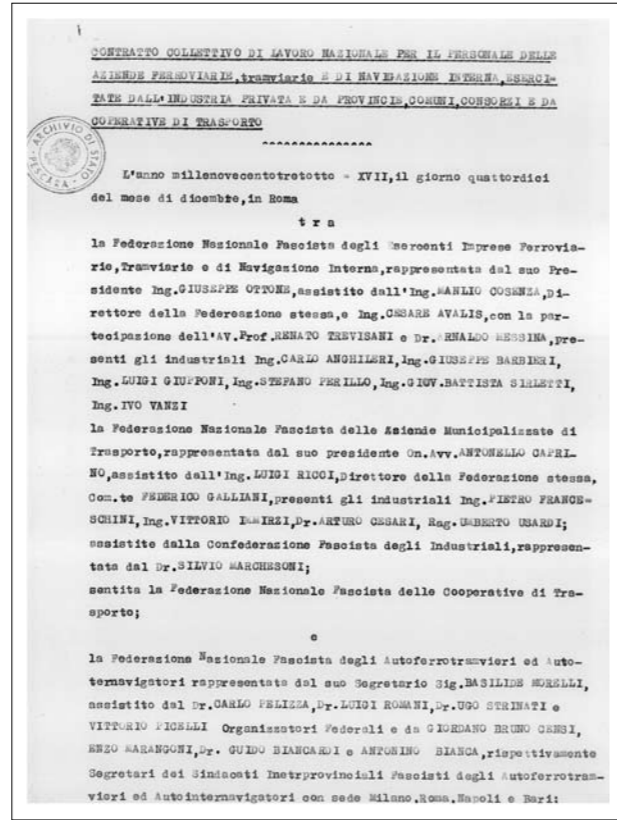 CONTRATTO COLLETTIVO DI LAVORO NAZIONALE PER IL PERSONALE DELLE
AZIENDE FERROVIARIE,tramviarie E DI NAVIGAZIONE INTERNA,ESERCI-
TATE DALL'INDUSTRIA PRIVATA E DA PROVINCIE,COMUNI,CONSORZI E DA
COPERATIVE DI TRASPORTO
ARCHIVIO DI STATO
PESCARA
L'anno millenovecentotretotto - XVII,il giorno quattordici
del mese di dicembre,in Roma
t r a
la Federazione Nazionale Fascista degli Esercenti Imprese Ferrovia-
rie,Tramviarie e di Navigazione Interna,rappresentata dal suo Pre-
sidente Ing.GIUSEPPE OTTONE,assistito dall'Ing.MANLIO COSENZA,Di-
rettore della Federeazione stessa,e Ing.CESARE AVALIS,con la par-
tecipazione dell'AV.Prof.RENATO TREVISANI e Dr.ARNALDO MESSINA,pre-
senti gli industriali Ing.CARLO ANGHILERI,Ing.GIUSEPPE BARBIERI,
Ing.LUIGI GIUPPONI,Ing.STEFANO PERILLO,Ing.GIOV.BATTISTA SIRLETTI,
Ing.IVO VANZI
la Federazione Nazionale Fascista delle Aziende Municipalizzate di
Trasporto,rappresentata dal suo presidente On.Avv.ANTONELLO CAPRI-
NO,assistito dall'Ing.LUIGI RICCI,Direttore della Federazione stessa,
Com.te FEDERICO GALLIANI,presenti gli industriali Ing.PIETRO FRANCE-
SCHINI,Ing.VITTORIO IMMIRZI,Dr.ARTURO CESARI, Rag.UMBERTO USARDI;
assistite dalla Confederazione Fascista degli Industriali,rappresen-
tata dal Dr.SILVIO MARCHESONI;
sentita la Federazione Nazionale Fascista delle Cooperative di Tra-
sporto;
e
la Federazione Nazionale Fascista degli Autoferrotramvieri ed Auto-
ternavigatori rappresentata dal suo Segretario Sig.BASILIDE MORELLI,
assistito dal Dr.CARLO PELIZZA,Dr.LUIGI ROMANI,Dr.UGO STRINATI e
VITTORIO PICELLI Organizzatori Federali e da GIORDANO BRUNO CENSI,
ENZO MARANGONI,Dr. GUIDO BIANCARDI e ANTONINO BIANCA,rispettivamente
Segretari dei Sindacati Inetrprovinciali Fascisti degli Autoferrotram-
vieri ed Autointernavigatori con sede Milano,Roma,Napoli e Bari;